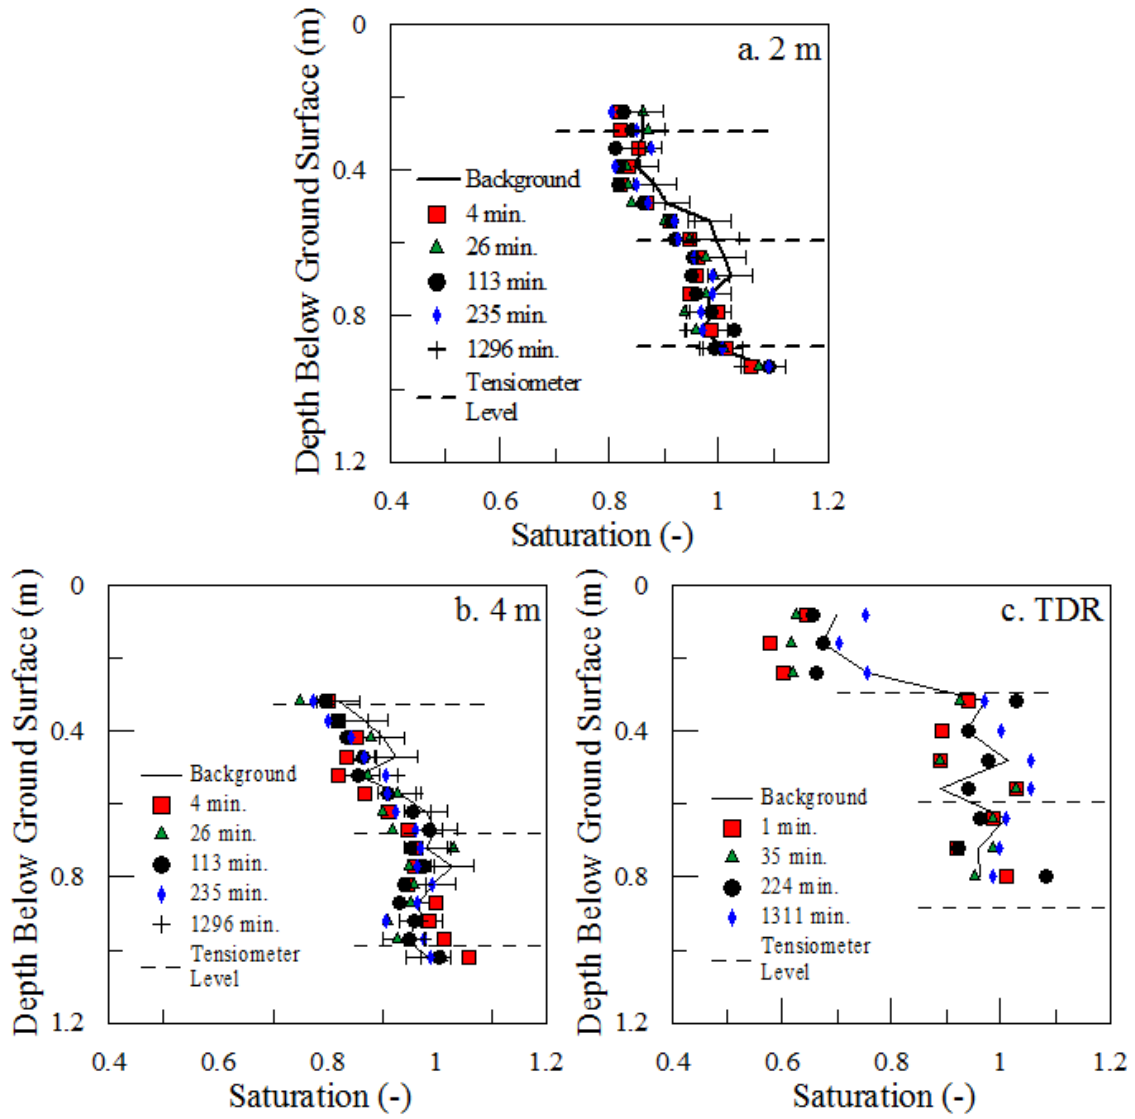 a. 2 m
Depth Below Ground Surface (m)
0
0.4
0.8
1.2
Background
4 min.
26 min.
113 min.
235 min.
1296 min.
Tensiometer
Level
0.4
0.6
0.8
1
1.2
Saturation (-)
b. 4 m
Depth Below Ground Surface (m)
0
0.4
0.8
1.2
Background
4 min.
26 min.
113 min.
235 min.
1296 min.
Tensiometer
Level
0.4
0.6
0.8
1
1.2
Saturation (-)
c. TDR
Depth Below Ground Surface (m)
0
0.4
0.8
1.2
Background
1 min.
35 min.
224 min.
1311 min.
Tensiometer
Level
0.4
0.6
0.8
1
1.2
Saturation (-)